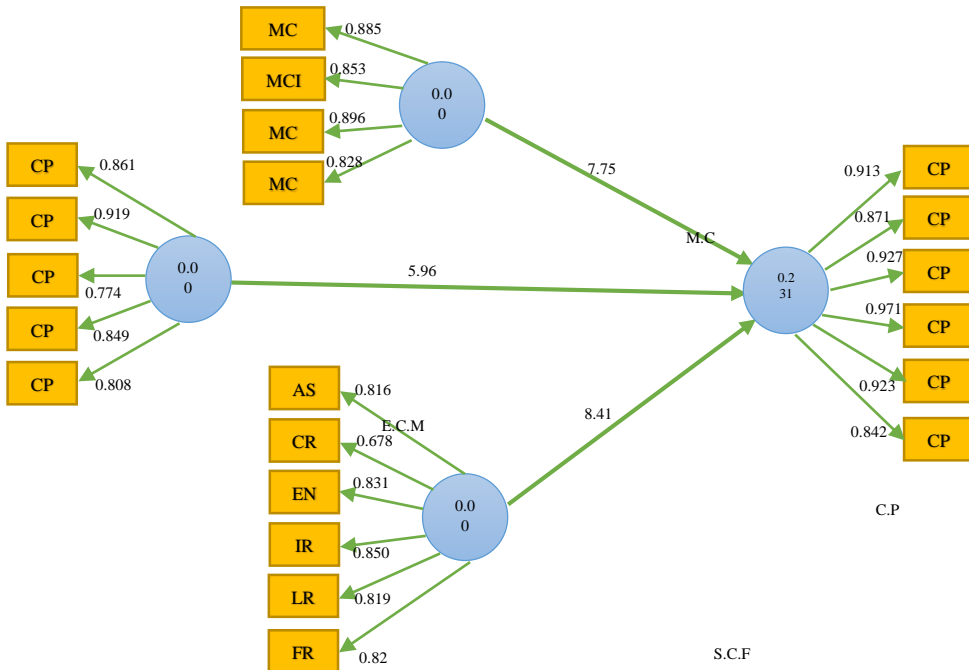 MC
0.885
MCI
0.853
MC
0.896
MC
0.828
0.0
0
CP
0.861
CP
0.919
CP
0.774
CP
0.849
CP
0.808
0.0
0
7.75
M.C
5.96
0.2
31
0.913
CP
0.871
CP
0.927
CP
0.971
CP
0.923
CP
0.842
CP
AS
0.816
E.C.M
CR
0.678
EN
0.831
IR
0.850
LR
0.819
FR
0.82
0.0
0
8.41
C.P
S.C.F